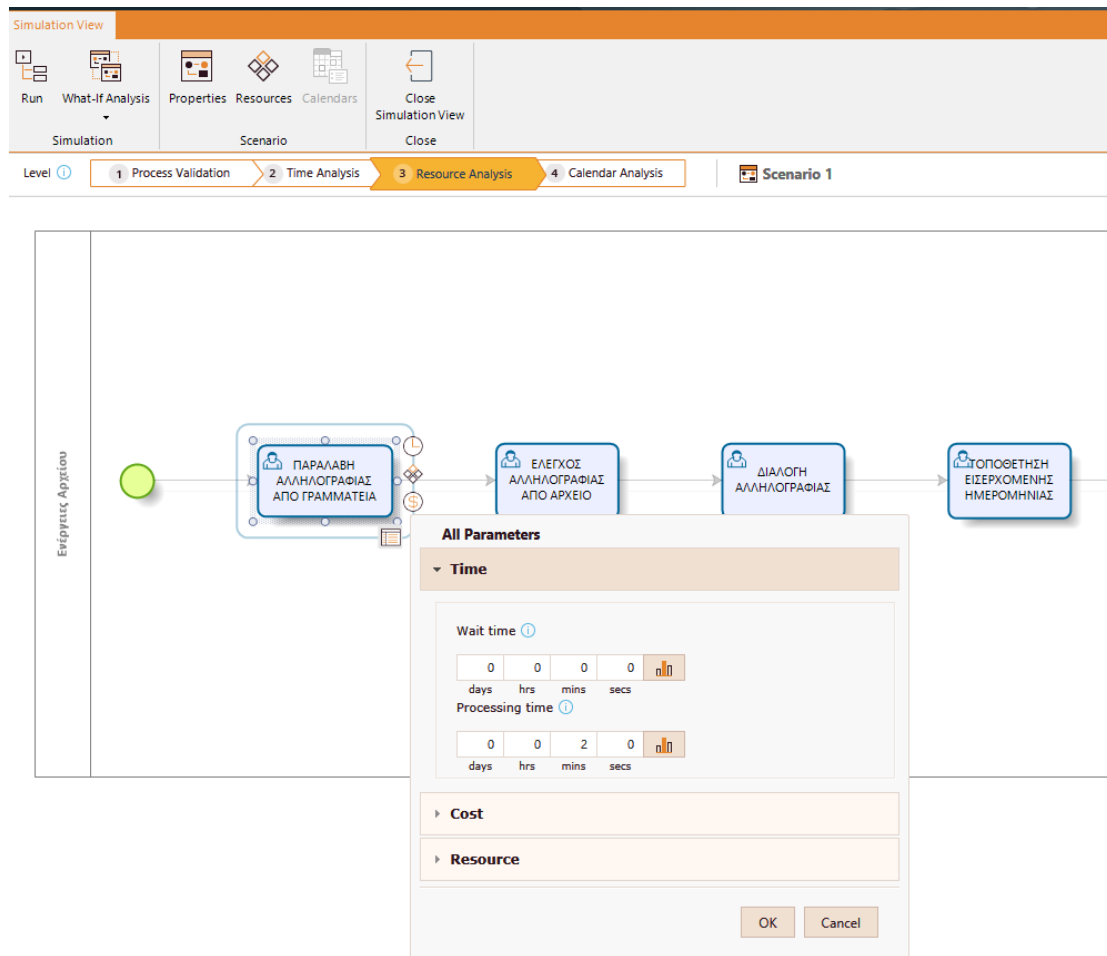 Simulation View
Run
What-If Analysis
Properties
Resources
Calendars
Close
Simulation View
Simulation
Scenario
Close
Level
1 Process Validation
2 Time Analysis
3 Resource Analysis
4 Calendar Analysis
Scenario 1
Ενέργειες Αρχείου
ΠΑΡΑΛΑΒΗ
ΑΛΛΗΛΟΓΡΑΦΙΑΣ
ΑΠΟ ΓΡΑΜΜΑΤΕΙΑ
ΕΛΕΓΧΟΣ
ΑΛΛΗΛΟΓΡΑΦΙΑΣ
ΑΠΟ ΑΡΧΕΙΟ
ΔΙΑΛΟΓΗ
ΑΛΛΗΛΟΓΡΑΦΙΑΣ
ΤΟΠΟΘΕΤΗΣΗ
ΕΙΣΕΡΧΟΜΕΝΗΣ
ΗΜΕΡΟΜΗΝΙΑΣ
All Parameters
Time
Wait time
0 0 0 0
days hrs mins secs
Processing time
0 0 2 0
days hrs mins secs
Cost
Resource
OK Cancel